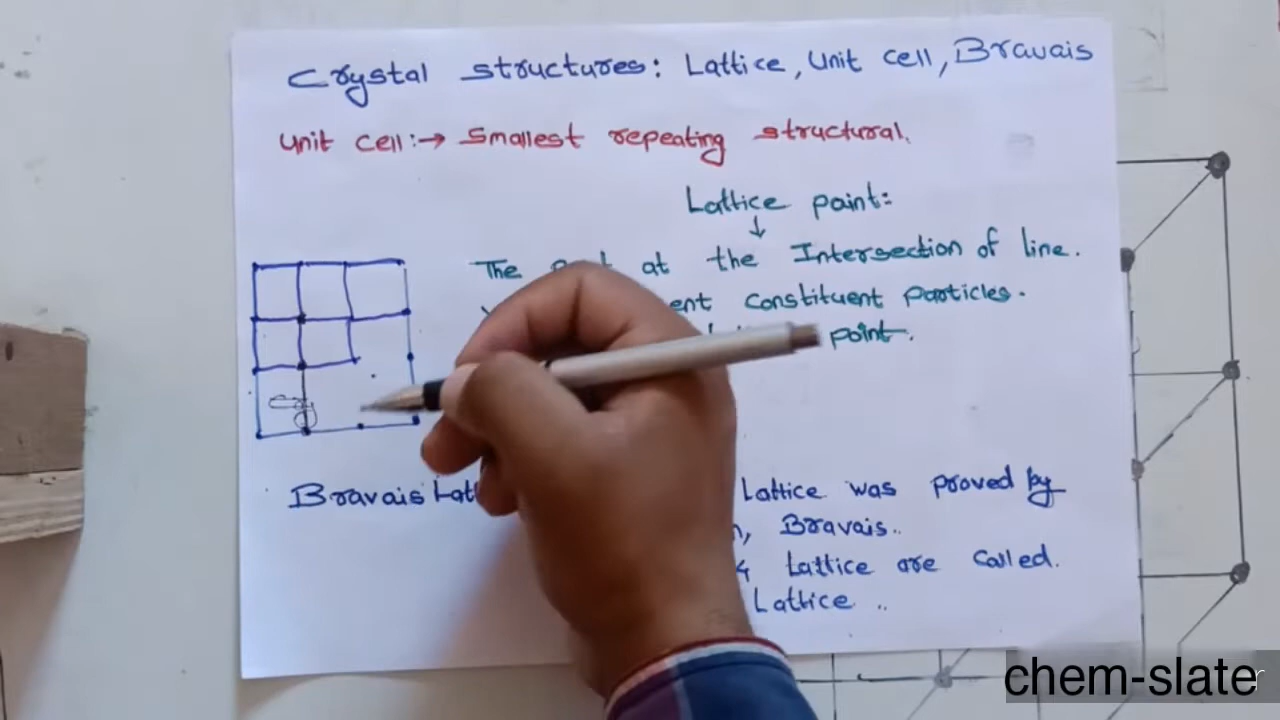 Crystal structures: Lattice, Unit cell, Bravais
Unit cell:→ Smallest repeating structural.
Lattice point:
↓
The at the Intersection of line.
constituent particles.
point.
Bravais Lattice was proved by
Bravais..
Lattice are called.
Lattice ..
chem-slate